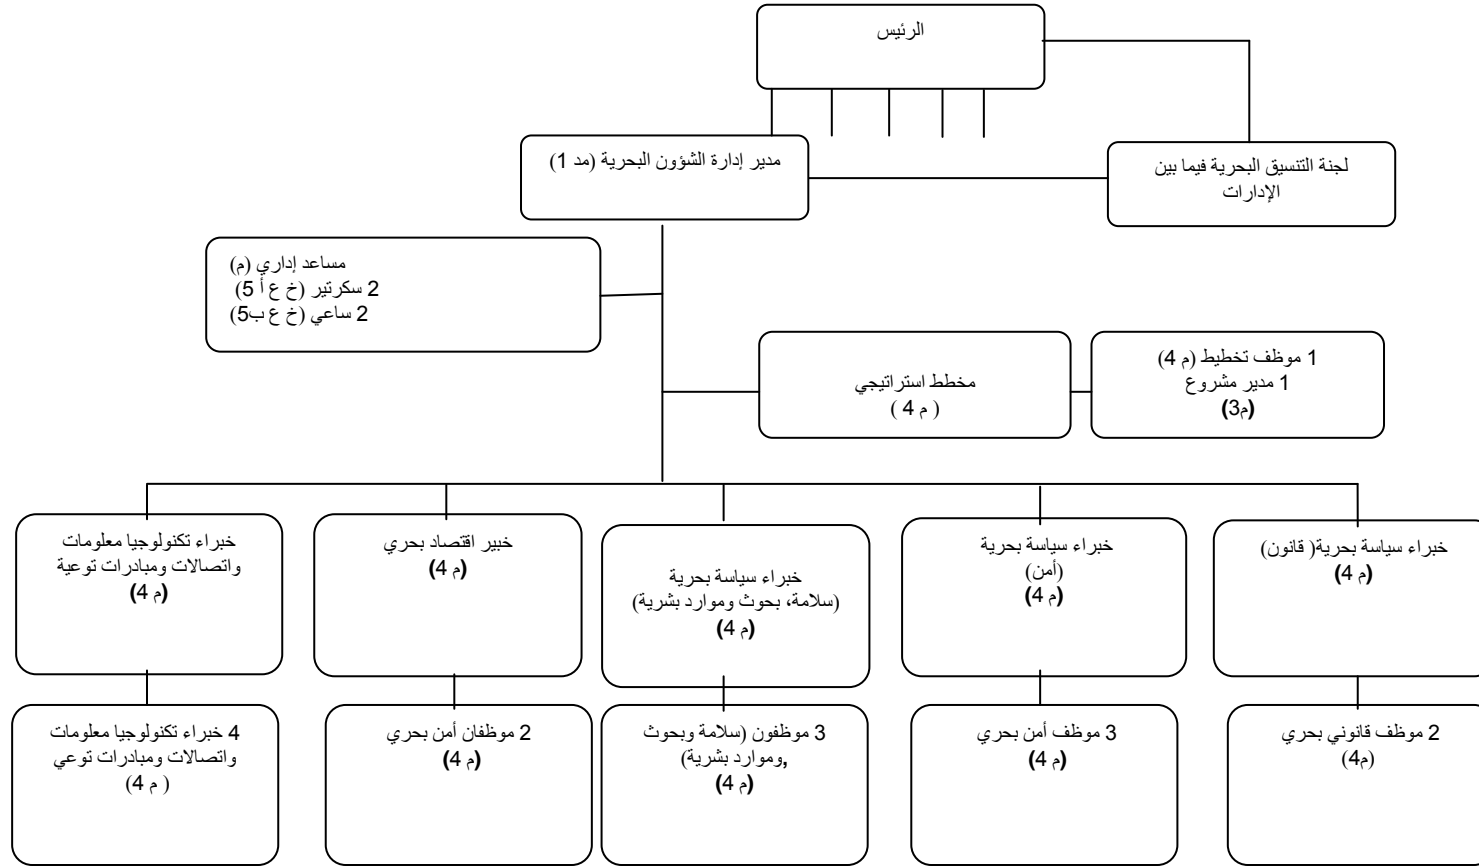 الرئيس
مدير إدارة الشؤون البحرية (مد 1)
لجنة التنسيق البحرية فيما بين
الإدارات
مساعد إداري (م)
2 سكرتير (خ ع أ 5)
2 ساعي (خ ع ب5)
مخطط استراتيجي
( م 4 )
1 موظف تخطيط (م 4)
1 مدير مشروع
(م3)
خبراء سياسة بحرية( قانون)
(م 4)
خبراء سياسة بحرية
(أمن)
(م 4)
خبراء سياسة بحرية
(سلامة، بحوث وموارد بشرية)
(م 4)
خبير اقتصاد بحري
(م 4)
خبراء تكنولوجيا معلومات
واتصالات ومبادرات توعية
(م 4)
2 موظف قانوني بحري
(م4)
3 موظف أمن بحري
(م 4)
3 موظفون (سلامة وبحوث
,وموارد بشرية)
(م 4)
2 موظفان أمن بحري
(م 4)
4 خبراء تكنولوجيا معلومات
واتصالات ومبادرات توعي
( م 4)